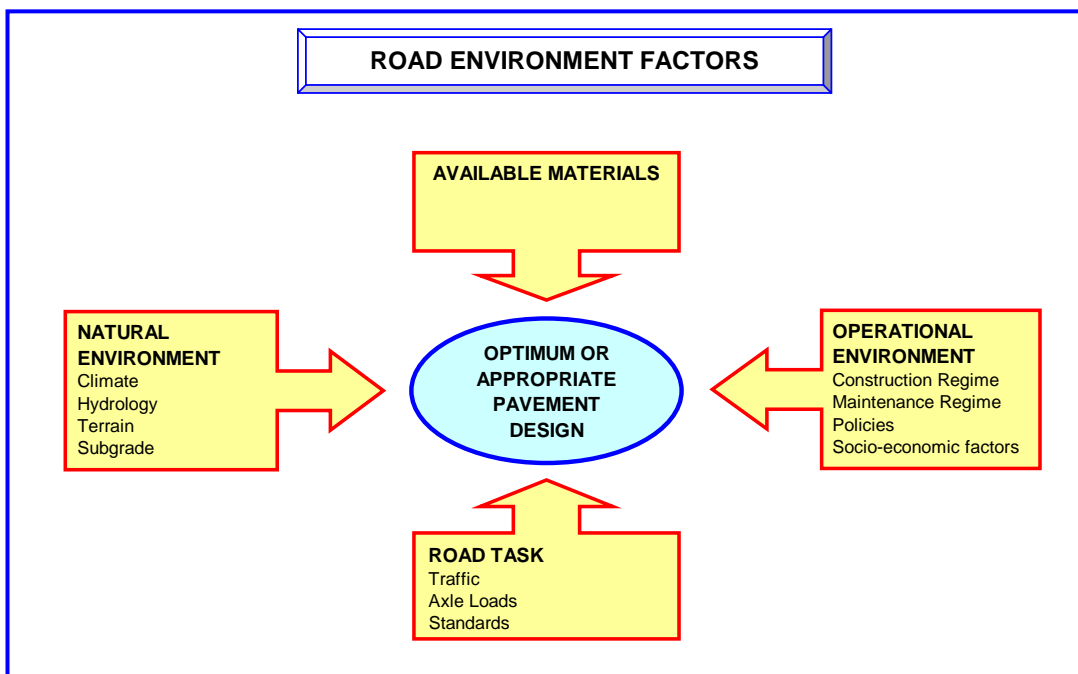 ROAD ENVIRONMENT FACTORS
AVAILABLE MATERIALS
NATURAL
ENVIRONMENT
Climate
Hydrology
Terrain
Subgrade
OPTIMUM OR
APPROPRIATE
PAVEMENT
DESIGN
OPERATIONAL
ENVIRONMENT
Construction Regime
Maintenance Regime
Policies
Socio-economic factors
ROAD TASK
Traffic
Axle Loads
Standards